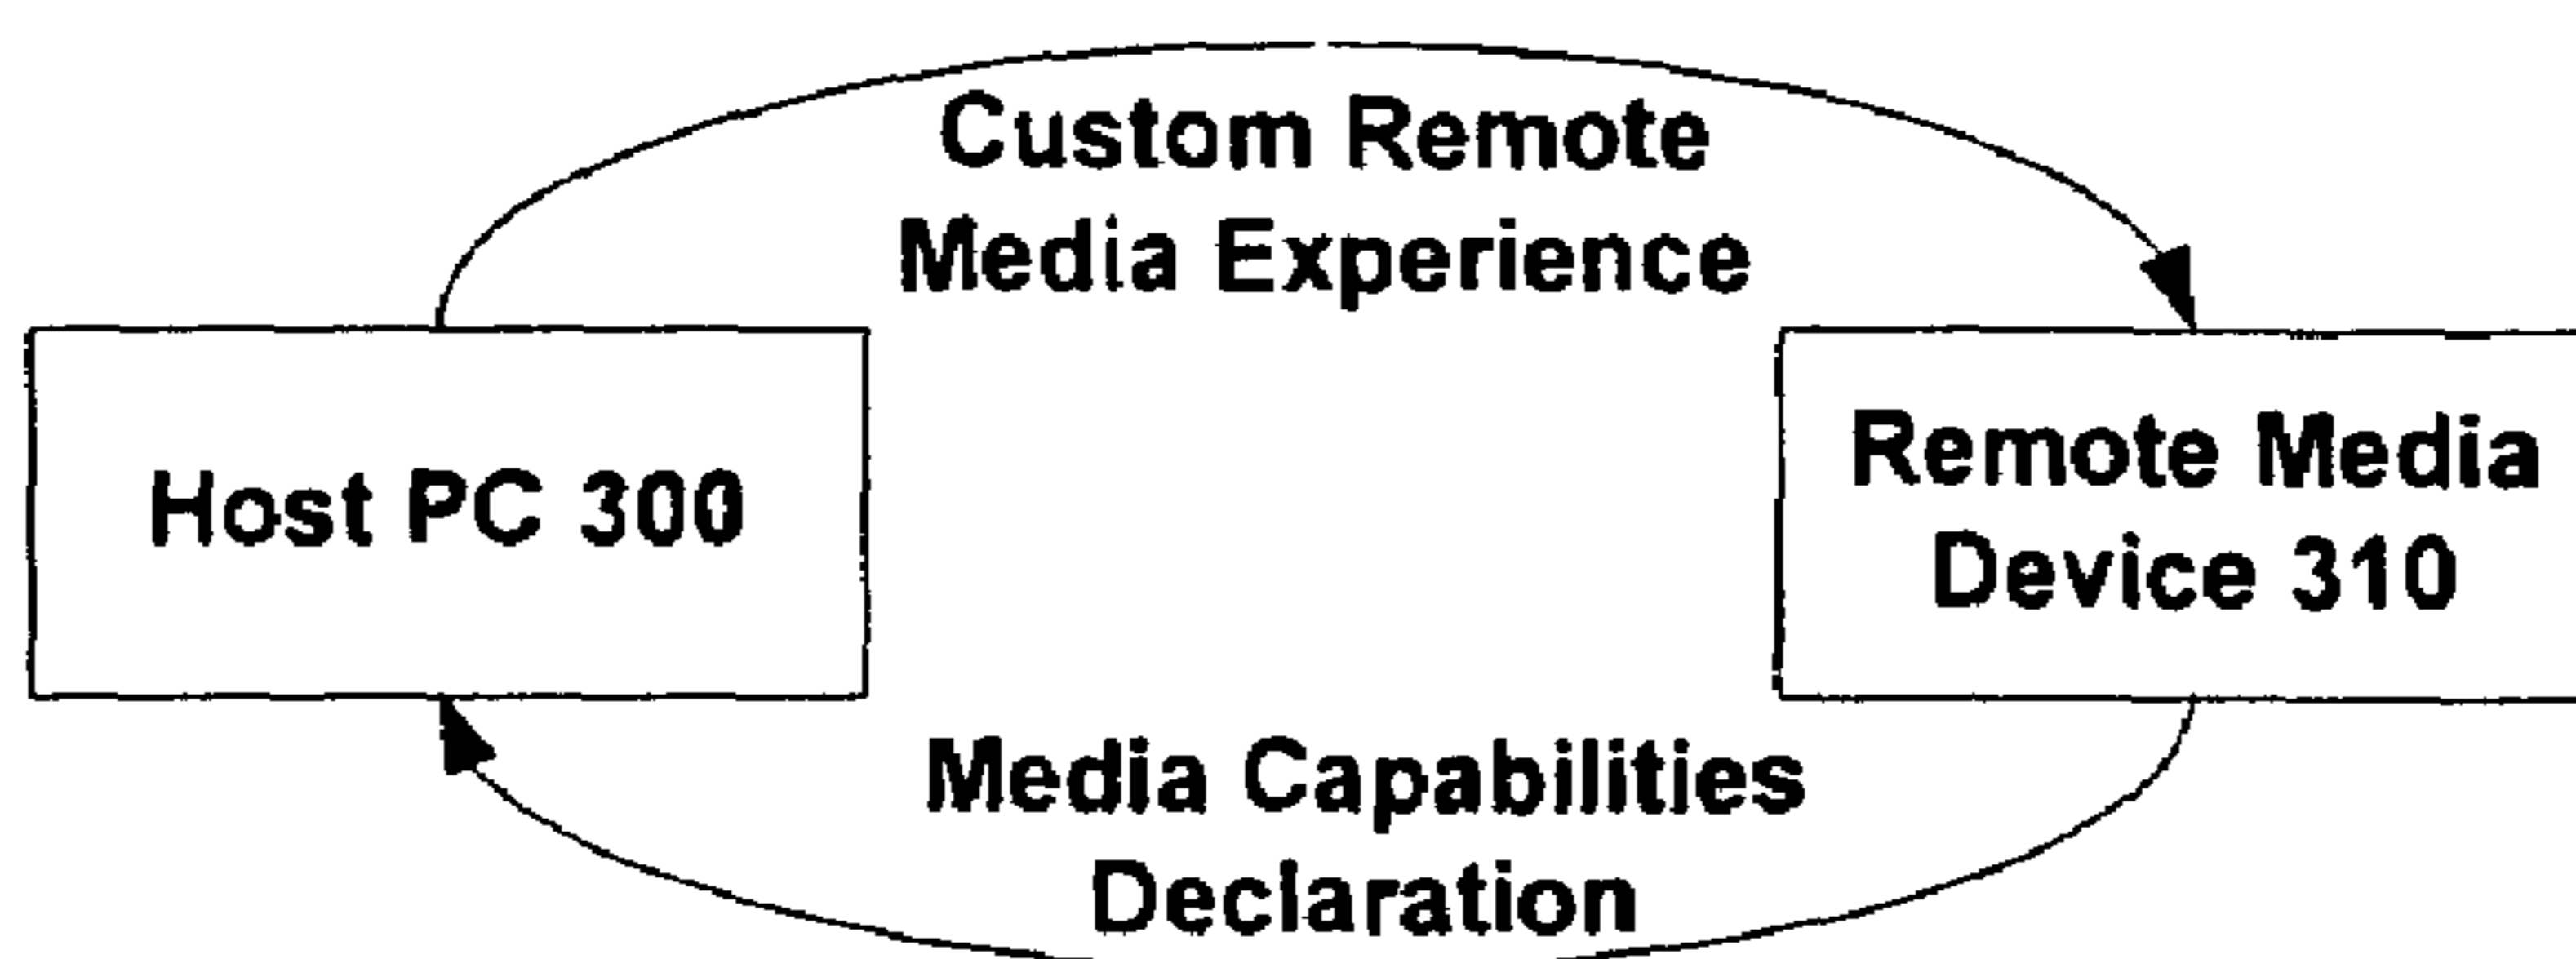 Custom Remote
Media Experience
Host PC 300
Remote Media
Device 310
Media Capabilities
Declaration